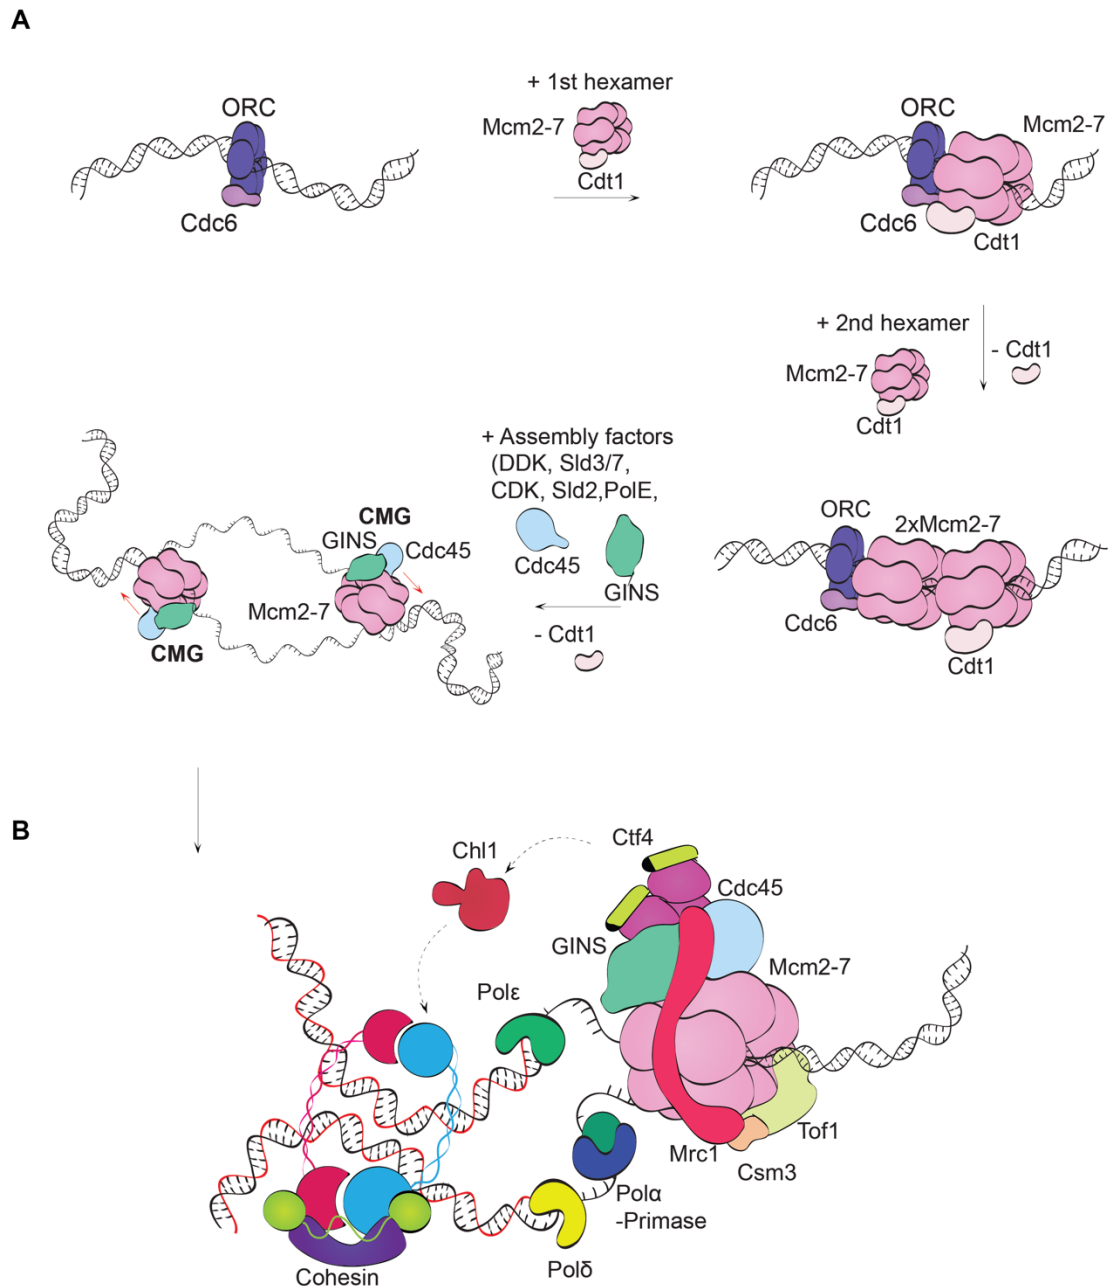 A
ORC
Cdc6
+ 1st hexamer
Mcm2-7
Cdt1
ORC
Mcm2-7
Cdc6
Cdt1
+ 2nd hexamer
- Cdt1
Mcm2-7
Cdt1
+ Assembly factors
(DDK, Sld3/7,
CDK, Sld2,PolE,
Cdc45
GINS
- Cdt1
ORC
2xMcm2-7
Cdc6
Cdt1
CMG
GINS
Cdc45
Mcm2-7
CMG
B
Chl1
Ctf4
Cdc45
GINS
Mcm2-7
Polε
Tof1
Mrc1
Csm3
Polα
-Primase
Polδ
Cohesin